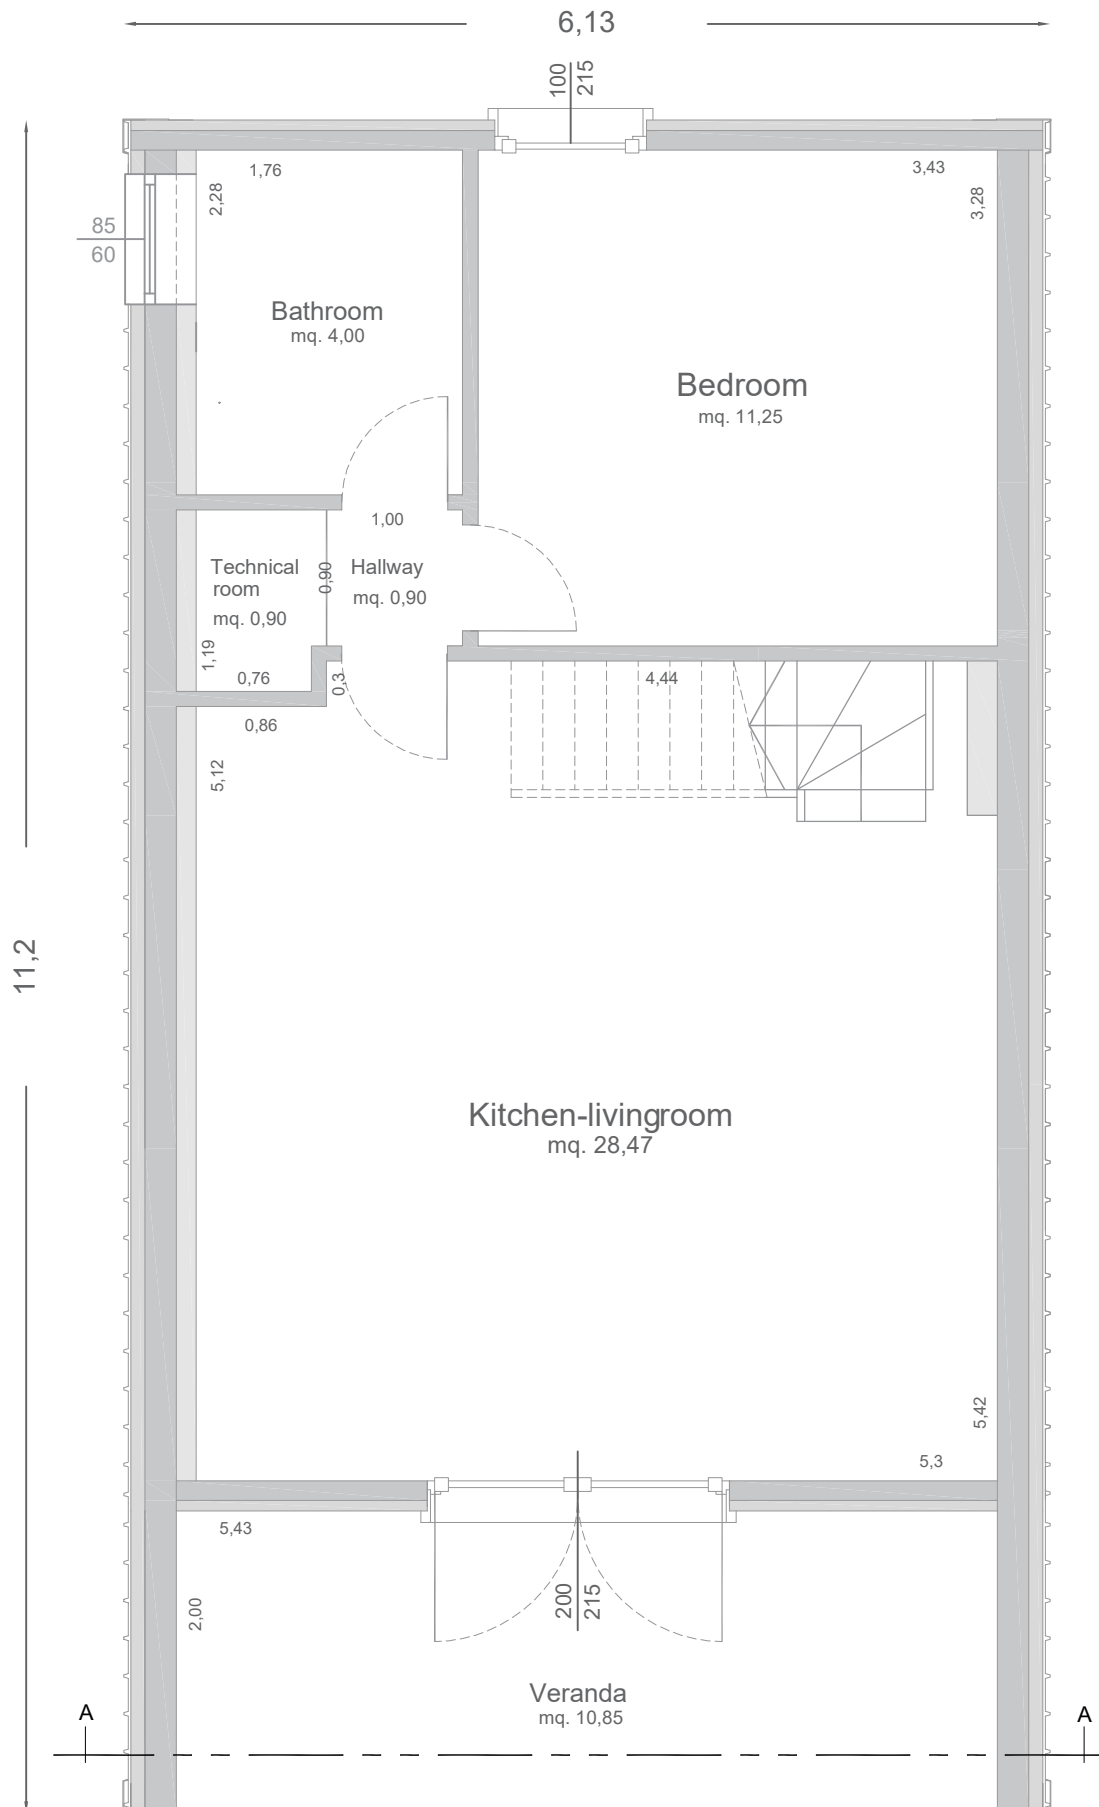 6,13
100
215
1,76
3,43
2,28
3,28
85
60
Bathroom
mq. 4,00
Bedroom
mq. 11,25
1,00
Technical
room
mq. 0,90
0,90
Hallway
mq. 0,90
1,19
0,76
0,3
4,44
0,86
5,12
11,2
Kitchen-livingroom
mq. 28,47
5,42
5,3
5,43
200
215
2,00
Veranda
mq. 10,85
A
A